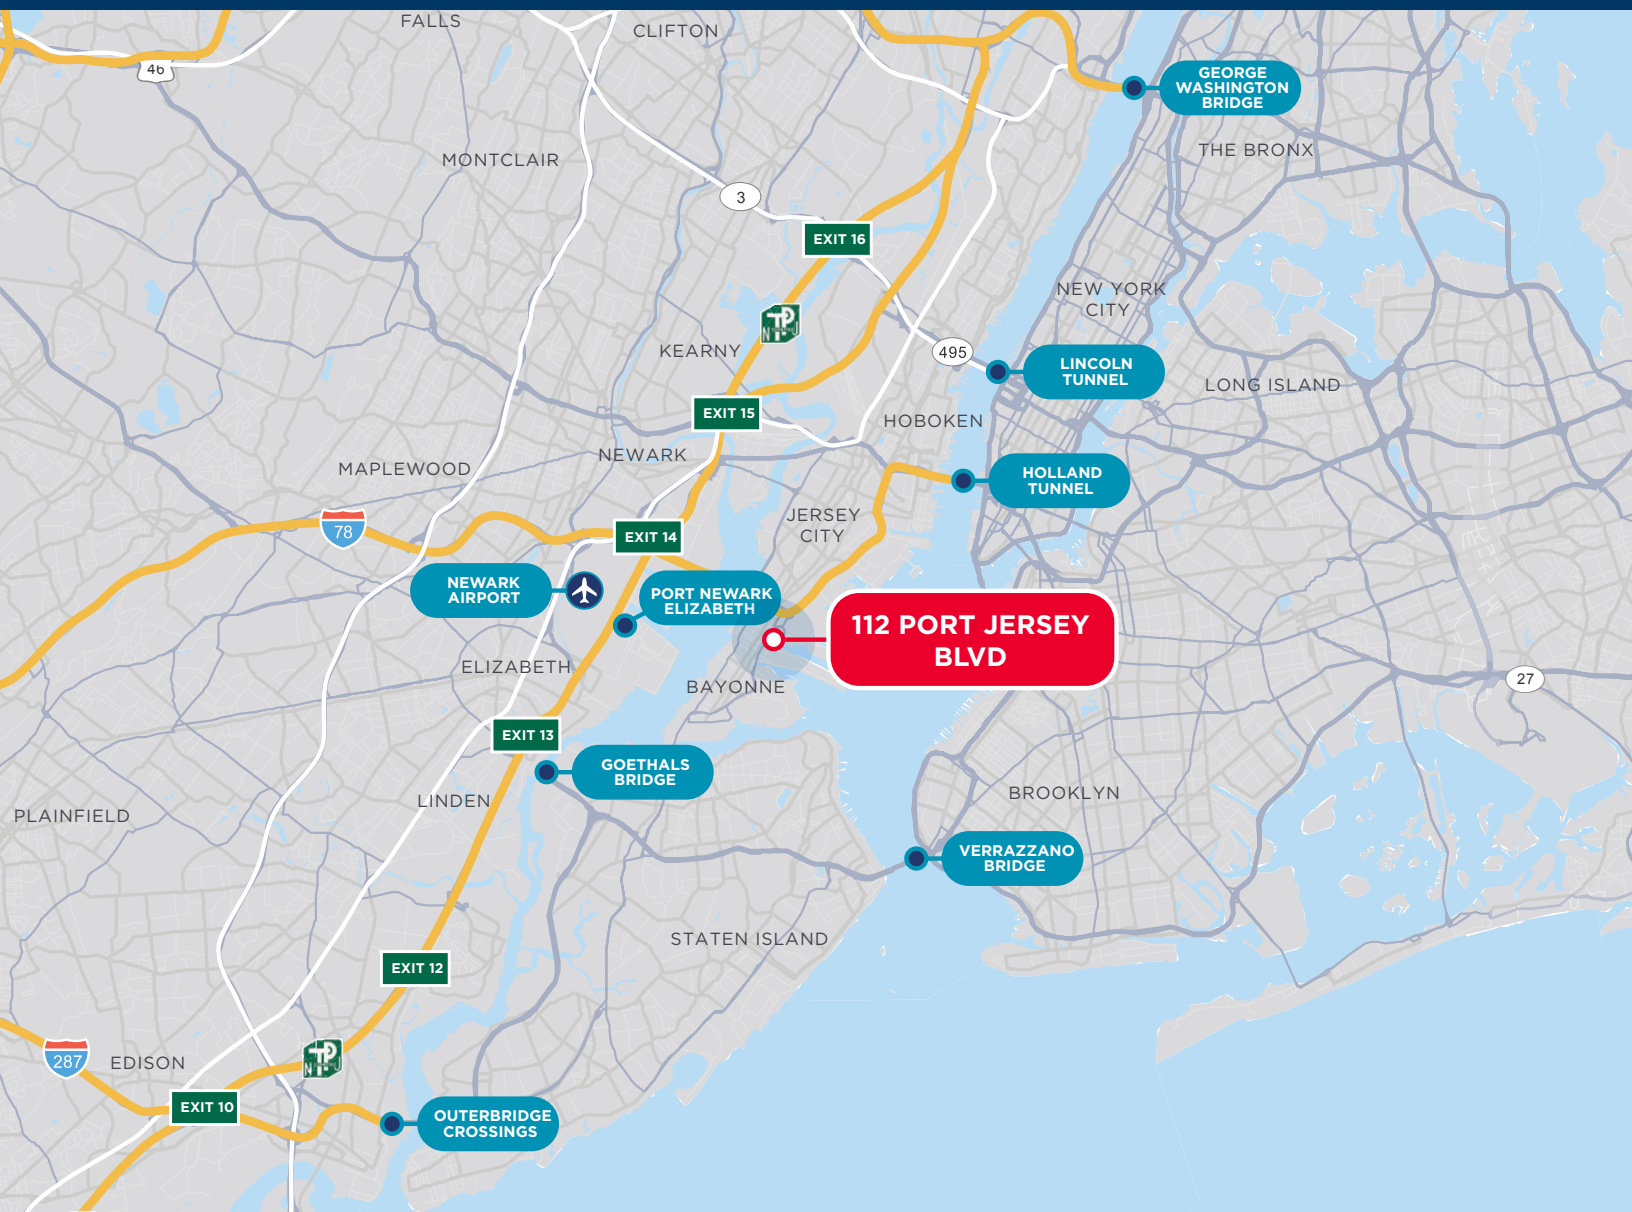 FALLS
CLIFTON
46
GEORGE
WASHINGTON
BRIDGE
THE BRONX
MONTCLAIR
3
EXIT 16
NEW YORK
CITY
TP
N J
KEARNY
495
LINCOLN
TUNNEL
LONG ISLAND
EXIT 15
HOBOKEN
NEWARK
MAPLEWOOD
HOLLAND
TUNNEL
JERSEY
CITY
78
EXIT 14
NEWARK
AIRPORT
PORT NEWARK
ELIZABETH
112 PORT JERSEY
BLVD
ELIZABETH
BAYONNE
27
EXIT 13
GOETHALS
BRIDGE
LINDEN
BROOKLYN
PLAINFIELD
VERRAZZANO
BRIDGE
STATEN ISLAND
EXIT 12
287
EDISON
TP
N J
EXIT 10
OUTERBRIDGE
CROSSINGS